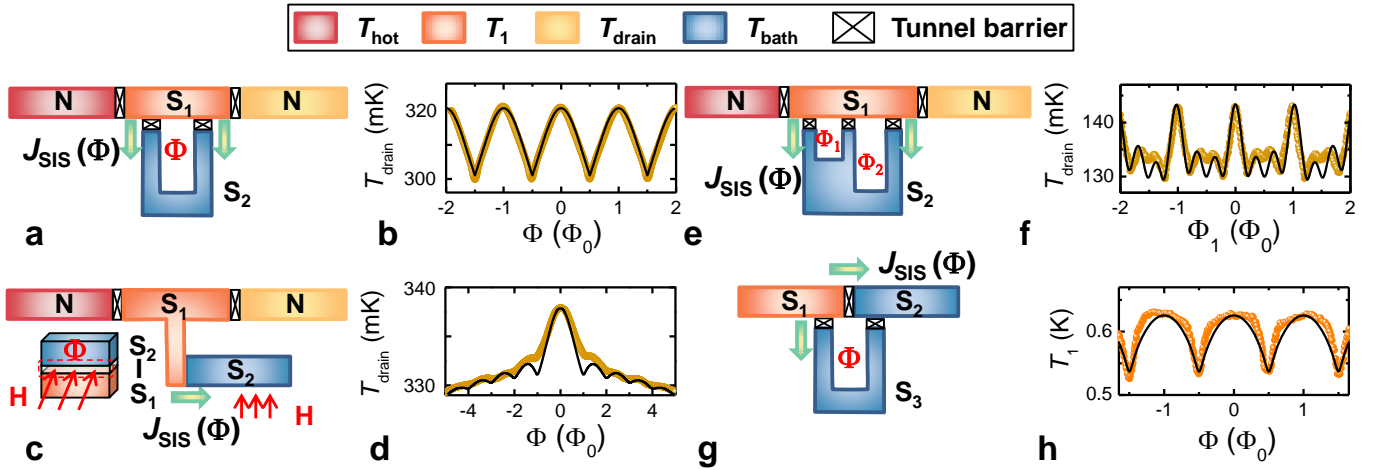 T_hot T_1 T_drain T_bath Tunnel barrier
N S_1 N
J_SIS(Φ) Φ
S_2
a
T_drain (mK)
320
310
300
-2 -1 0 1 2
Φ (Φ_0)
b
N S_1 N
Φ_1
Φ_2
J_SIS(Φ)
S_2
e
T_drain (mK)
140
130
-2 -1 0 1 2
Φ_1 (Φ_0)
f
N S_1 N
Φ S_2
I
S_1
H
S_2
J_SIS(Φ) H
c
T_drain (mK)
340
330
-4 -2 0 2 4
Φ (Φ_0)
d
J_SIS(Φ)
S_1 S_2
Φ
S_3
g
T_1 (K)
0.6
0.5
-1 0 1
Φ (Φ_0)
h